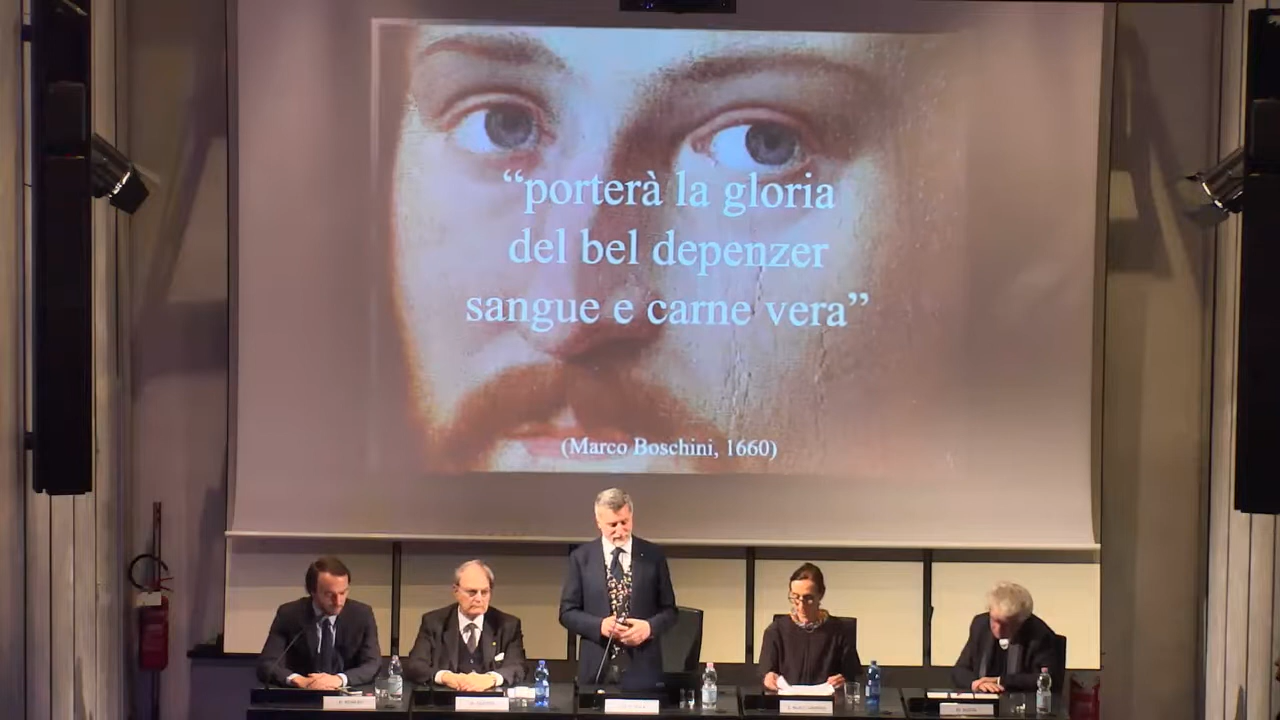 “porterà la gloria
del bel depenzer
sangue e carne vera”
(Marco Boschini, 1660)